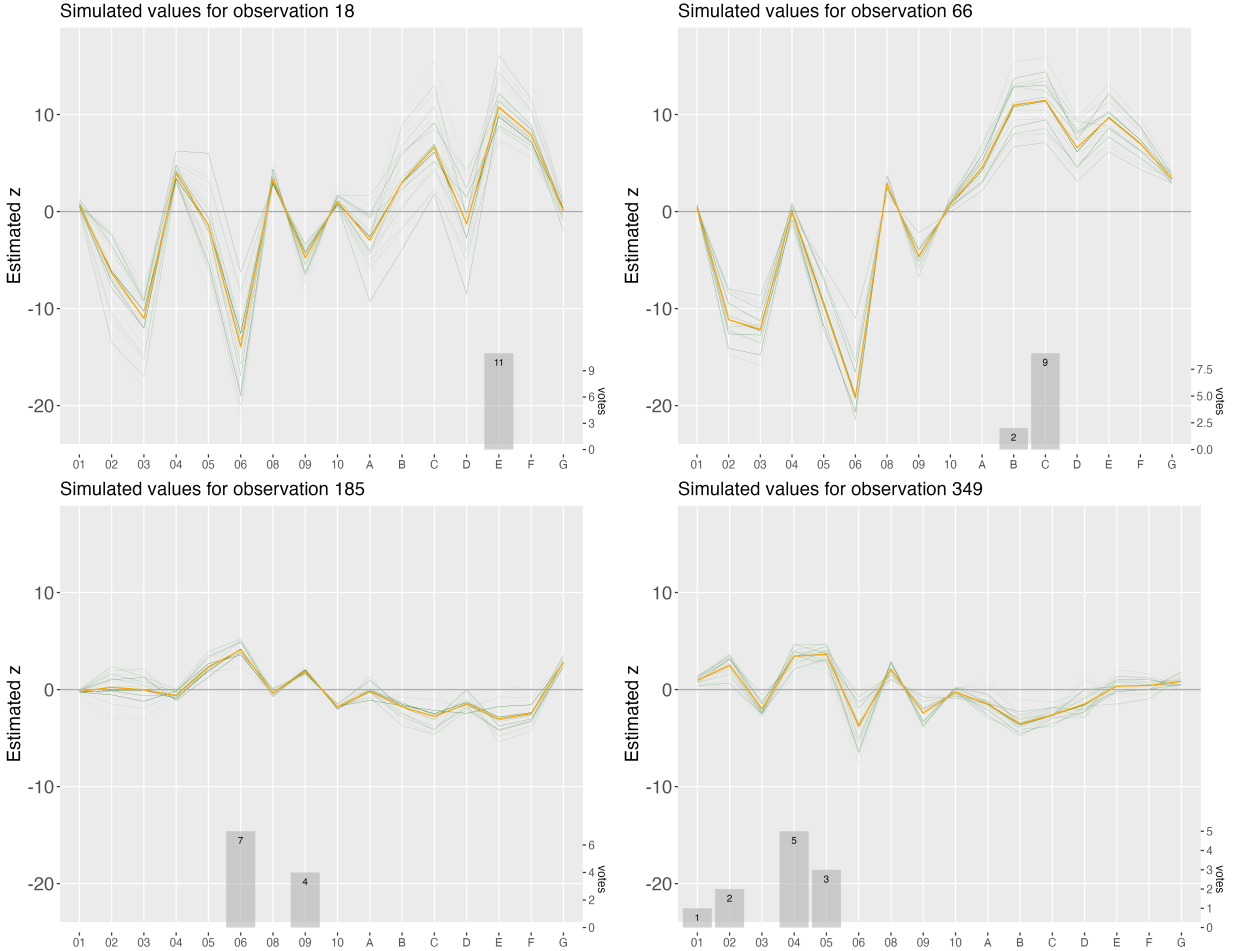 Simulated values for observation 18
Estimated z
10
0
-10
-20
11
9
6
3
0
votes
01 02 03 04 05 06 08 09 10 A B C D E F G
Simulated values for observation 66
Estimated z
10
0
-10
-20
2
9
7.5
5.0
2.5
0.0
votes
01 02 03 04 05 06 08 09 10 A B C D E F G
Simulated values for observation 185
Estimated z
10
0
-10
-20
7
4
6
4
2
0
votes
01 02 03 04 05 06 08 09 10 A B C D E F G
Simulated values for observation 349
Estimated z
10
0
-10
-20
1
2
5
3
5
4
3
2
1
0
votes
01 02 03 04 05 06 08 09 10 A B C D E F G